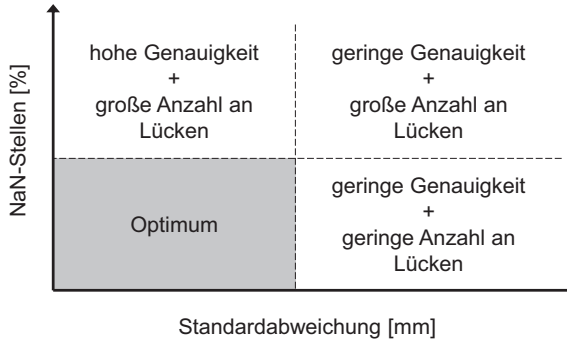 NaN-Stellen [%]
hohe Genauigkeit
+
große Anzahl an
Lücken
geringe Genauigkeit
+
große Anzahl an
Lücken
Optimum
geringe Genauigkeit
+
geringe Anzahl an
Lücken
Standardabweichung [mm]